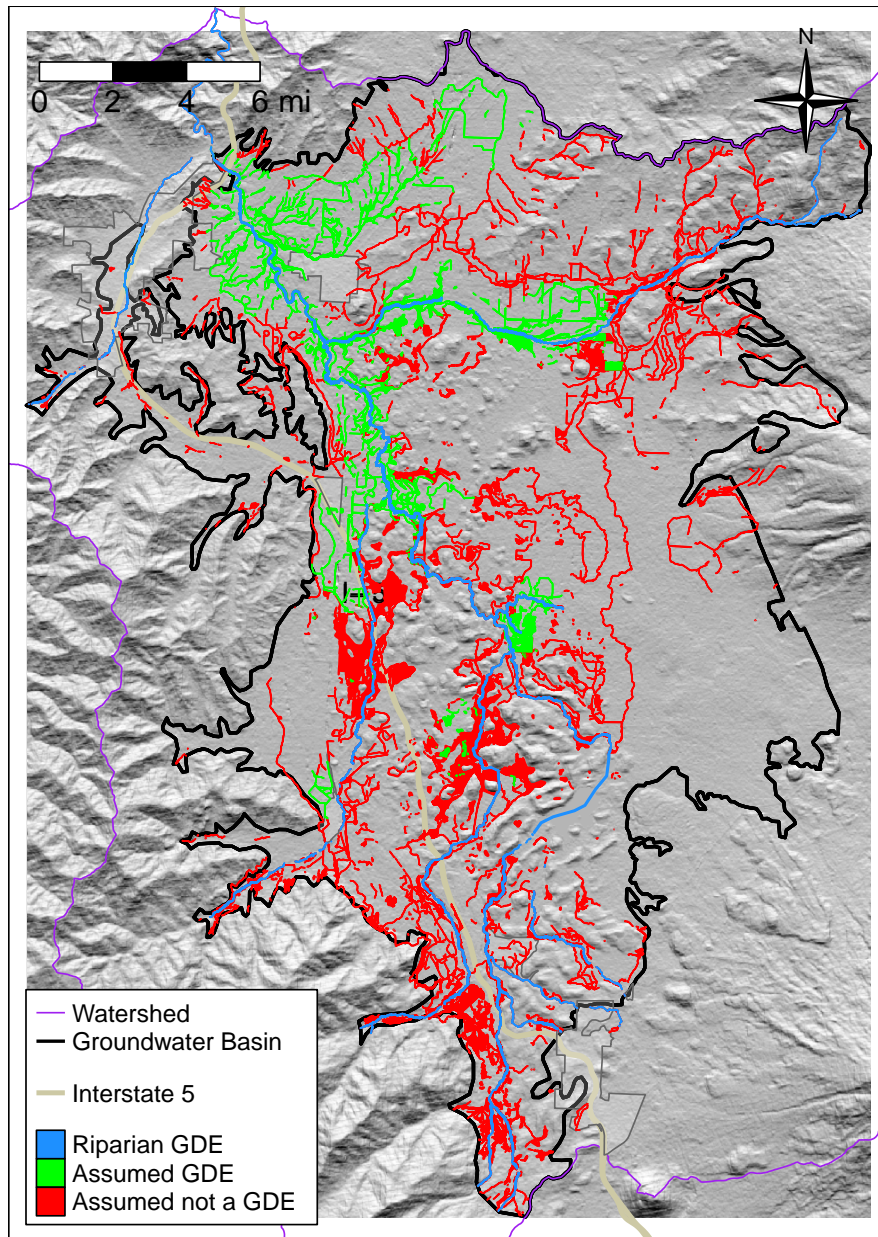 N
0 2 4 6 mi
Watershed
Groundwater Basin
Interstate 5
Riparian GDE
Assumed GDE
Assumed not a GDE